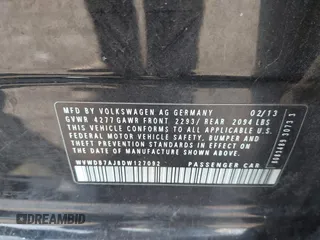 MFD BY VOLKSWAGEN AG GERMANY 02/13
GVWR 4277 GAWR FRONT 2293/ REAR 2094 LBS
THIS VEHICLE CONFORMS TO ALL APPLICABLE U.S.
FEDERAL MOTOR VEHICLE SAFETY, BUMPER AND THEFT
PREVENTION STANDARDS IN EFFECT ON THE DATE OF
MANUFACTURE SHOWN ABOVE.
WVWDB7AJ8DW127092 PASSENGER CAR
DREAMBID